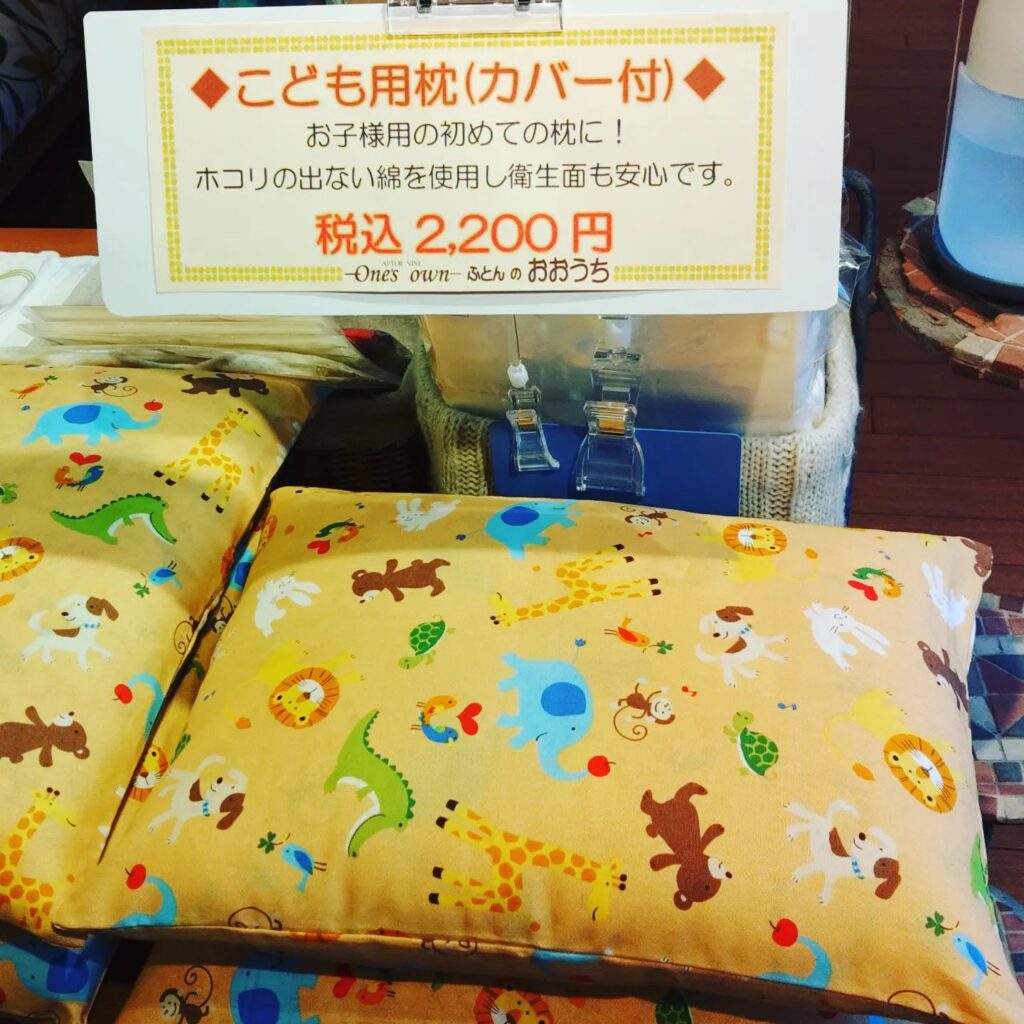 ◆こども用枕(カバー付)◆
お子様用の初めての枕に！
ホコリの出ない綿を使用し衛生面も安心です。
税込 2,200 円
AFTER NINE
One's own ふとん の おおうち